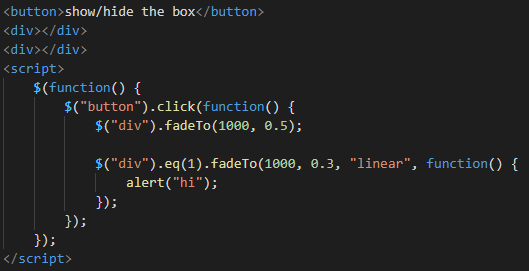 <button>show/hide the box</button>
<div></div>
<div></div>
<script>
    $(function() {
        $("button").click(function() {
            $("div").fadeTo(1000, 0.5);

            $("div").eq(1).fadeTo(1000, 0.3, "linear", function() {
                alert("hi");
            });
        });
    });
</script>